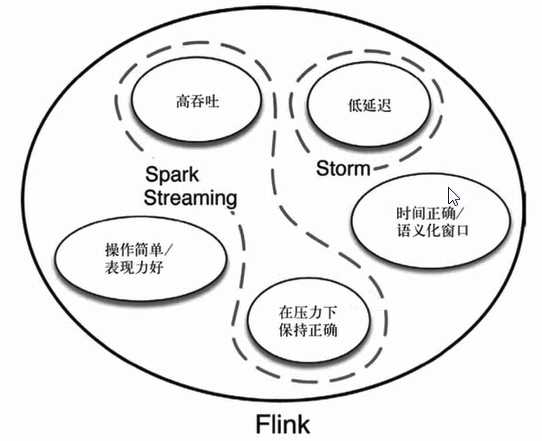 高吞吐
低延迟
Spark
Streaming
Storm
时间正确/
语义化窗口
操作简单/
表现力好
在压力下
保持正确
Flink